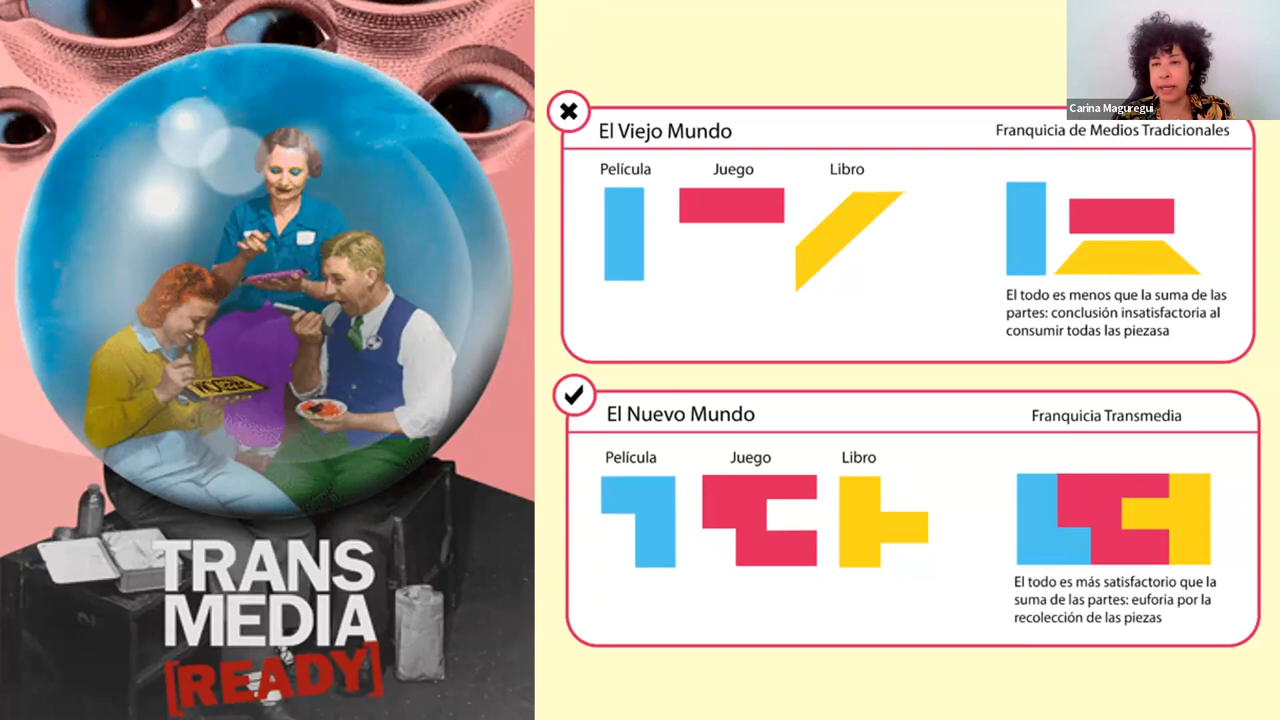 TRANS
MEDIA
[READY]
Carina Maguregui
El Viejo Mundo
Franquicia de Medios Tradicionales
Película
Juego
Libro
El todo es menos que la suma de las
partes: conclusión insatisfactoria al
consumir todas las piezasa
El Nuevo Mundo
Franquicia Transmedia
Película
Juego
Libro
El todo es más satisfactorio que la
suma de las partes: euforia por la
recolección de las piezas